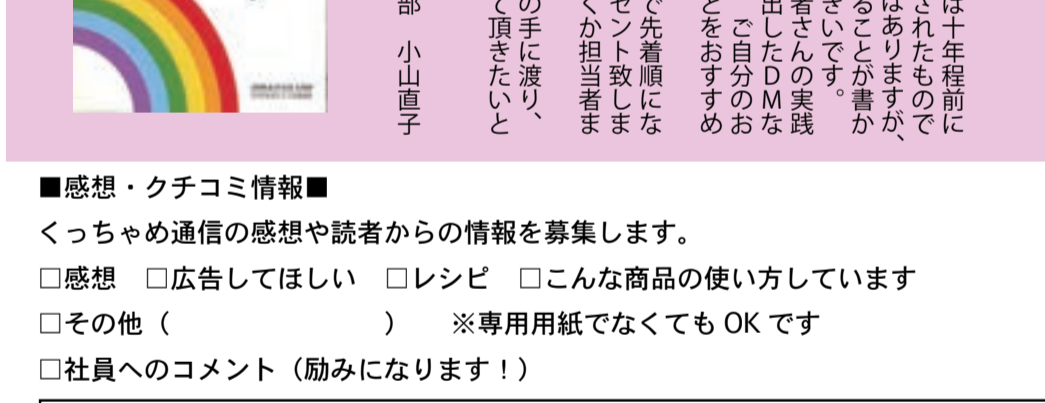 は十年程前に
されたもので
はありますが、
ることが書か
きいです。
者さんの実践
出したDMな
ご自分のお
とをおすすめ
で先着順にな
セント致しま
くか担当者ま
の手に渡り、
て頂きたいと
部　小山直子
■感想・クチコミ情報■
くっちゃめ通信の感想や読者からの情報を募集します。
□感想　□広告してほしい　□レシピ　□こんな商品の使い方しています
□その他（　　　　　　　　）　※専用用紙でなくても OK です
□社員へのコメント（励みになります！）